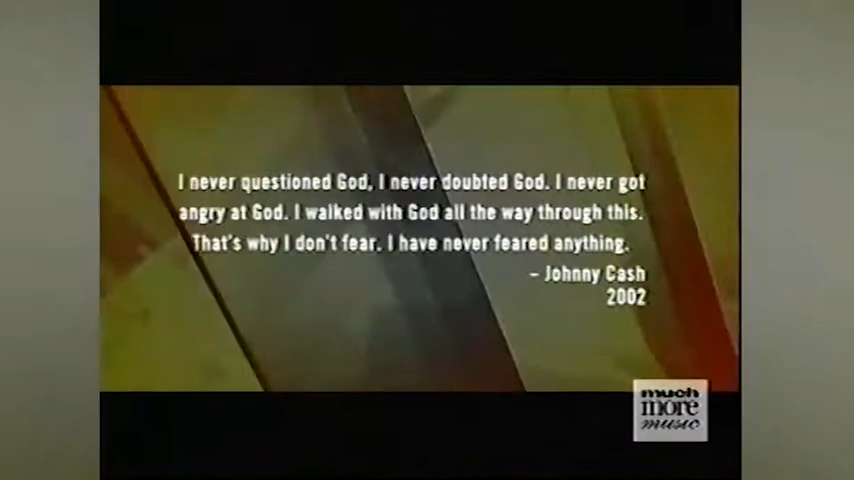 I never questioned God, I never doubted God. I never got
angry at God. I walked with God all the way through this.
That's why I don't fear. I have never feared anything.
– Johnny Cash
2002
much
more
music